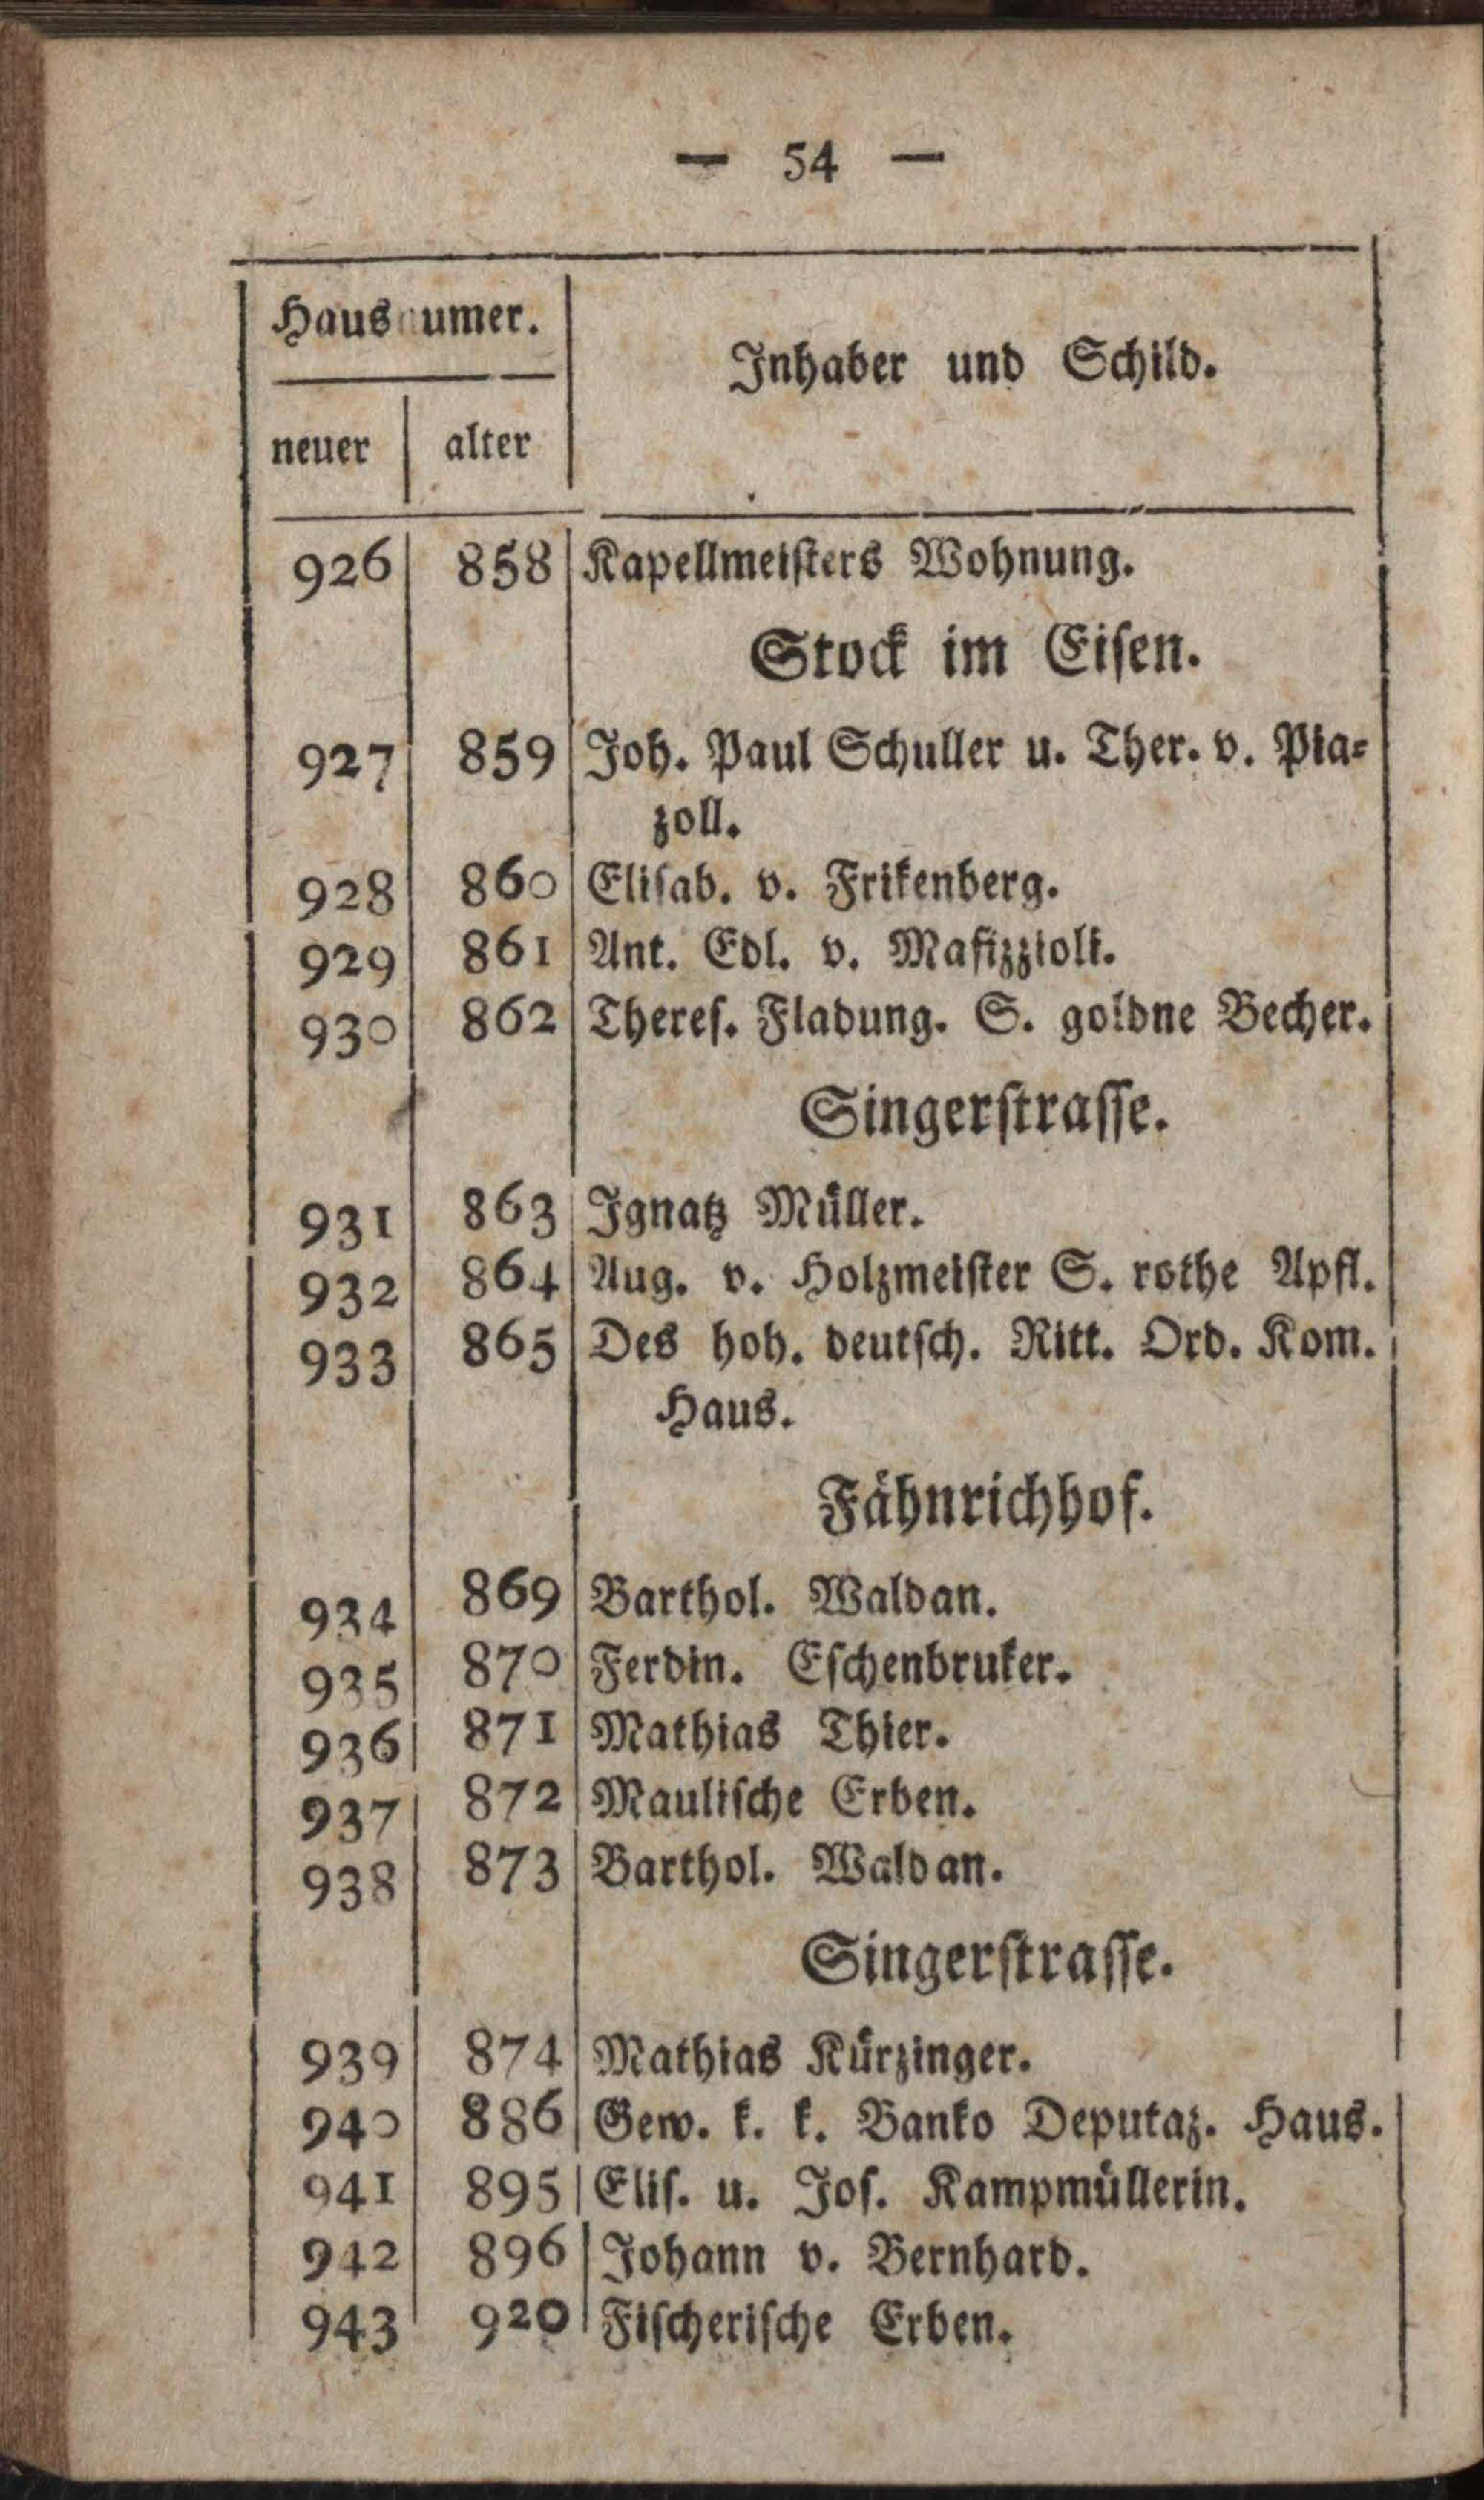 — 54 —
Hausnumer.
Inhaber und Schild.
neuer alter
926 858 Kapellmeisters Wohnung.
Stock im Eisen.
927 859 Joh. Paul Schuller u. Ther. v. Pia-
zoll.
928 860 Elisab. v. Frikenberg.
929 861 Ant. Edl. v. Mafizzioli.
930 862 Theres. Fladung. S. goldne Becher.
Singerstrasse.
931 863 Ignatz Müller.
932 864 Aug. v. Holzmeister S. rothe Apfl.
933 865 Des hoh. deutsch. Ritt. Ord. Kom.
Haus.
Fähnrichhof.
934 869 Barthol. Waldan.
935 870 Ferdin. Eschenbruker.
936 871 Mathias Thier.
937 872 Maulische Erben.
938 873 Barthol. Waldan.
Singerstrasse.
939 874 Mathias Kürzinger.
940 886 Gew. k. k. Banko Deputaz. Haus.
941 895 Elis. u. Jos. Kampmüllerin.
942 896 Johann v. Bernhard.
943 920 Fischerische Erben.